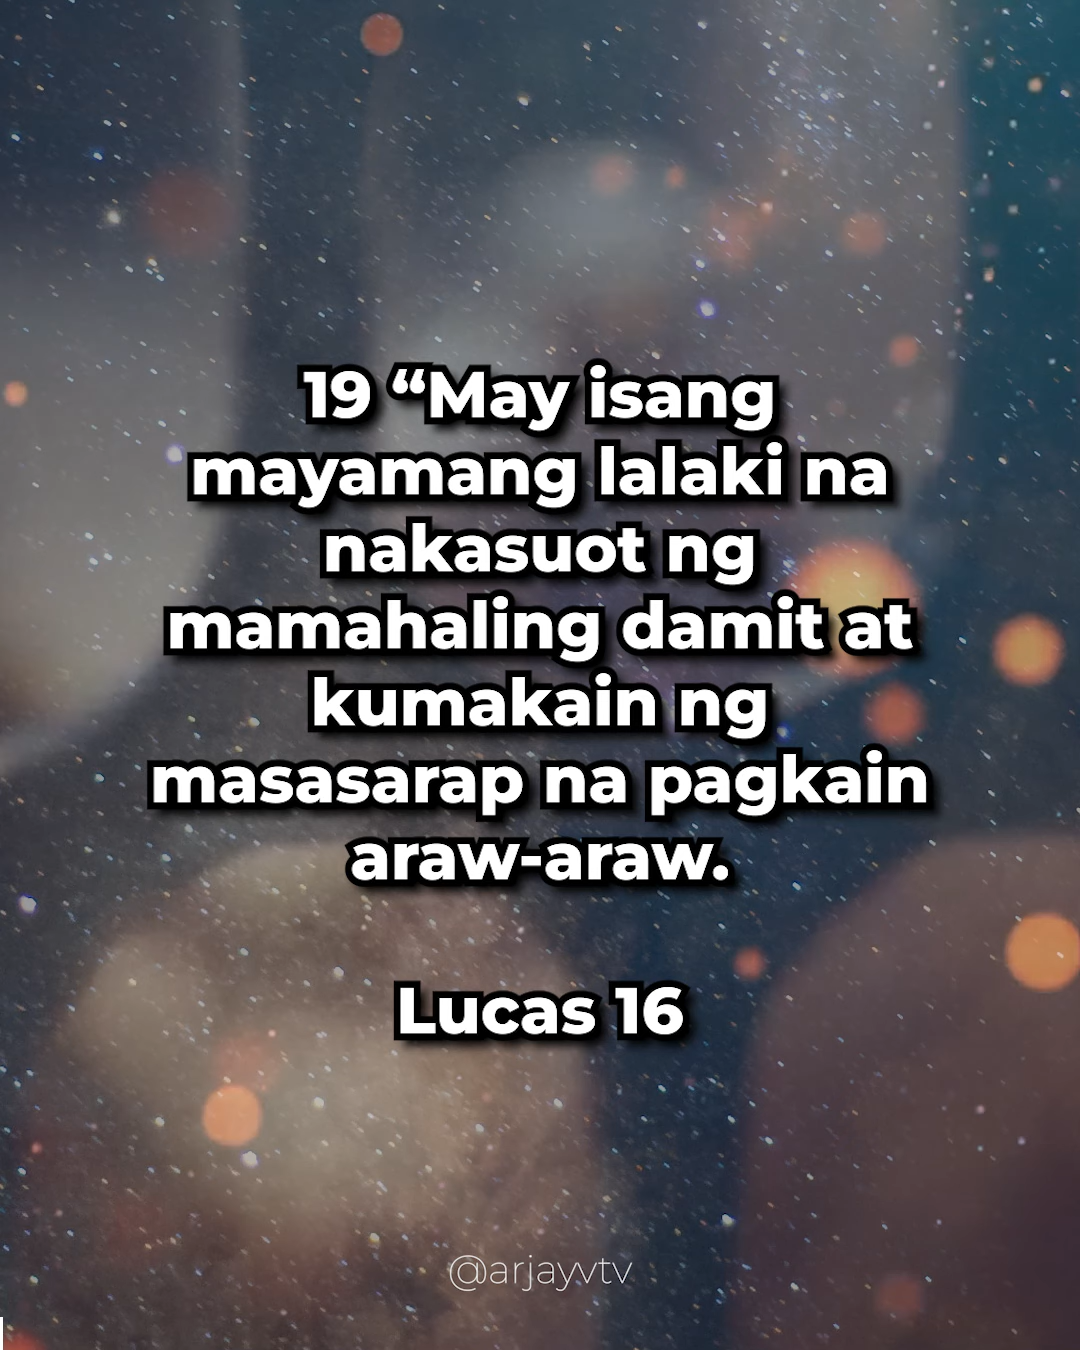 19 “May isang
mayamang lalaki na
nakasuot ng
mamahaling damit at
kumakain ng
masasarap na pagkain
araw-araw.
Lucas 16
@arjayvtv